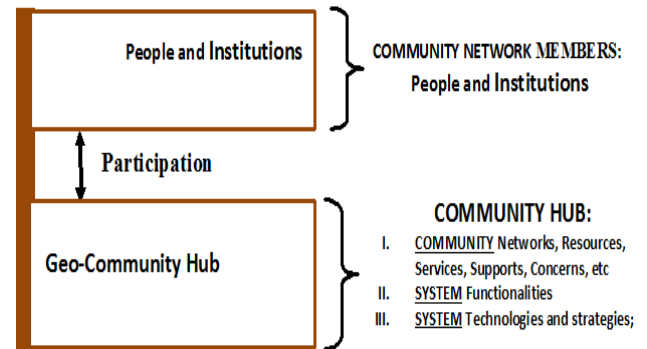 People and Institutions
COMMUNITY NETWORK MEMBERS:
People and Institutions
Participation
Geo-Community Hub
COMMUNITY HUB:
I. COMMUNITY Networks, Resources,
Services, Supports, Concerns, etc
II. SYSTEM Functionalities
III. SYSTEM Technologies and strategies;